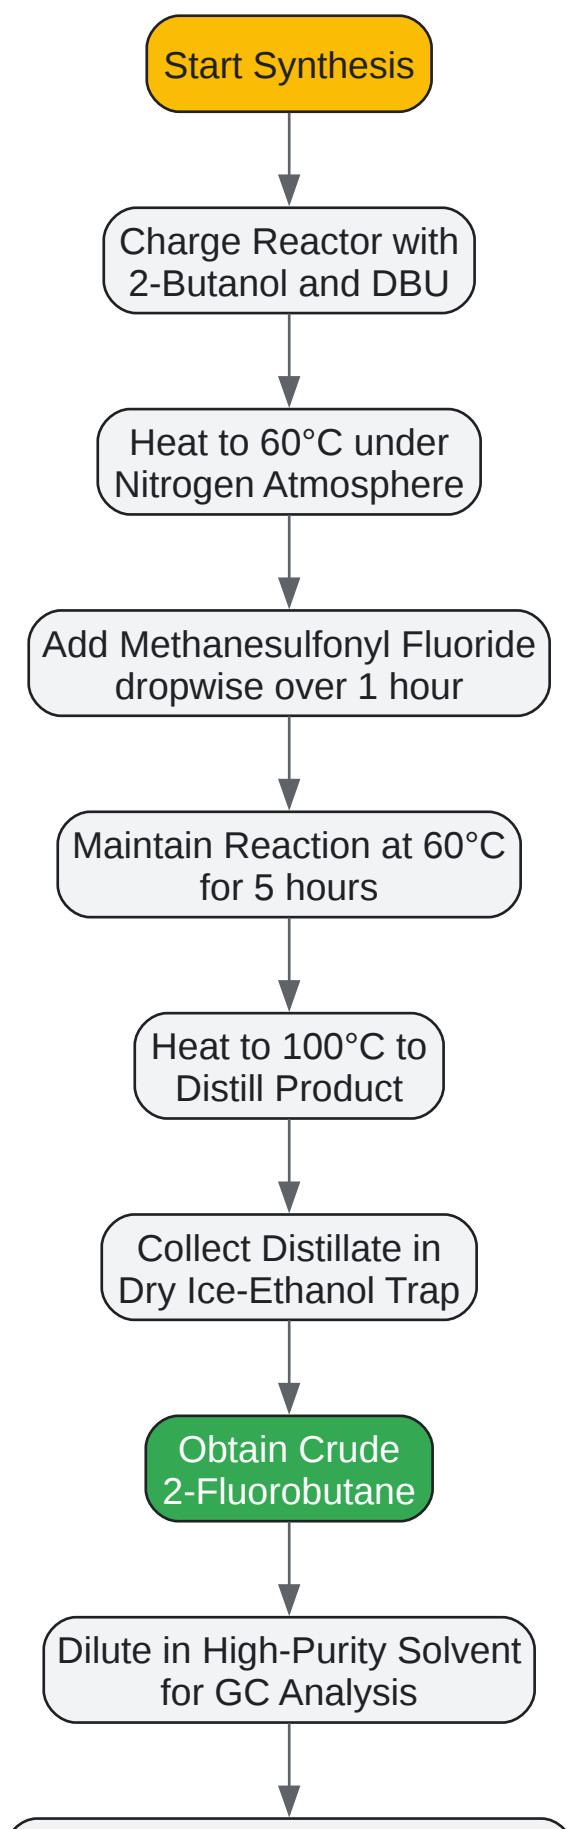 Start Synthesis
Charge Reactor with
2-Butanol and DBU
Heat to 60°C under
Nitrogen Atmosphere
Add Methanesulfonyl Fluoride
dropwise over 1 hour
Maintain Reaction at 60°C
for 5 hours
Heat to 100°C to
Distill Product
Collect Distillate in
Dry Ice-Ethanol Trap
Obtain Crude
2-Fluorobutane
Dilute in High-Purity Solvent
for GC Analysis